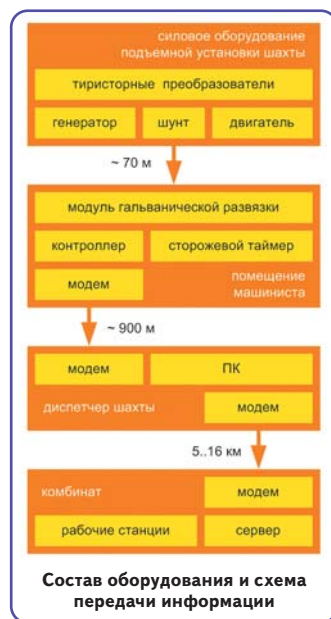 силовое оборудование
подъемной установки шахты
тиристорные преобразователи
генератор шунт двигатель
~ 70 м
модуль гальванической развязки
контроллер сторожевой таймер
модем помещение
машиниста
~ 900 м
модем ПК
диспетчер шахты модем
5..16 км
комбинат модем
рабочие станции сервер
Состав оборудования и схема
передачи информации